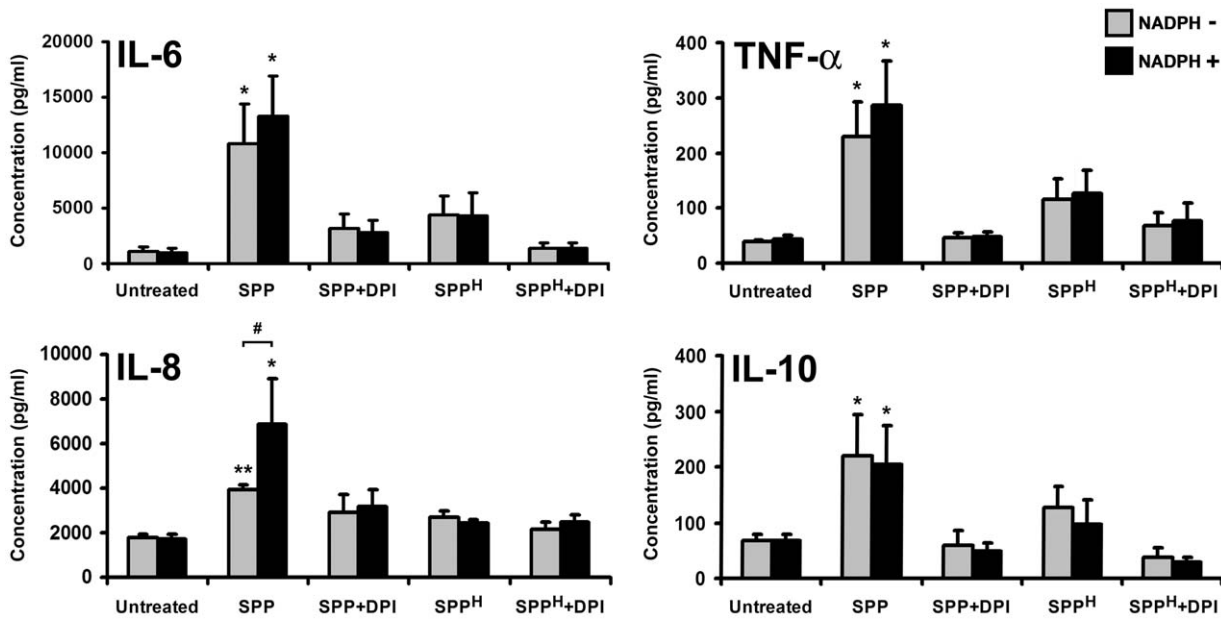 NADPH -
NADPH +
IL-6
Concentration (pg/ml)
20000
15000
10000
5000
0
*
*
Untreated SPP SPP+DPI SPPᴴ SPPᴴ+DPI
TNF-α
Concentration (pg/ml)
400
300
200
100
0
*
*
Untreated SPP SPP+DPI SPPᴴ SPPᴴ+DPI
IL-8
Concentration (pg/ml)
10000
8000
6000
4000
2000
0
#
*
**
Untreated SPP SPP+DPI SPPᴴ SPPᴴ+DPI
IL-10
Concentration (pg/ml)
400
300
200
100
0
*
*
Untreated SPP SPP+DPI SPPᴴ SPPᴴ+DPI